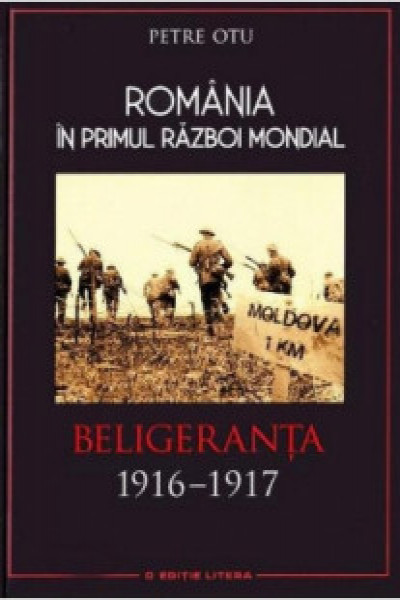 PETRE OTU
ROMÂNIA
ÎN PRIMUL RĂZBOI MONDIAL
MOLDOVA
1 KM
BELIGERANȚA
1916–1917
O EDIȚIE LITERA